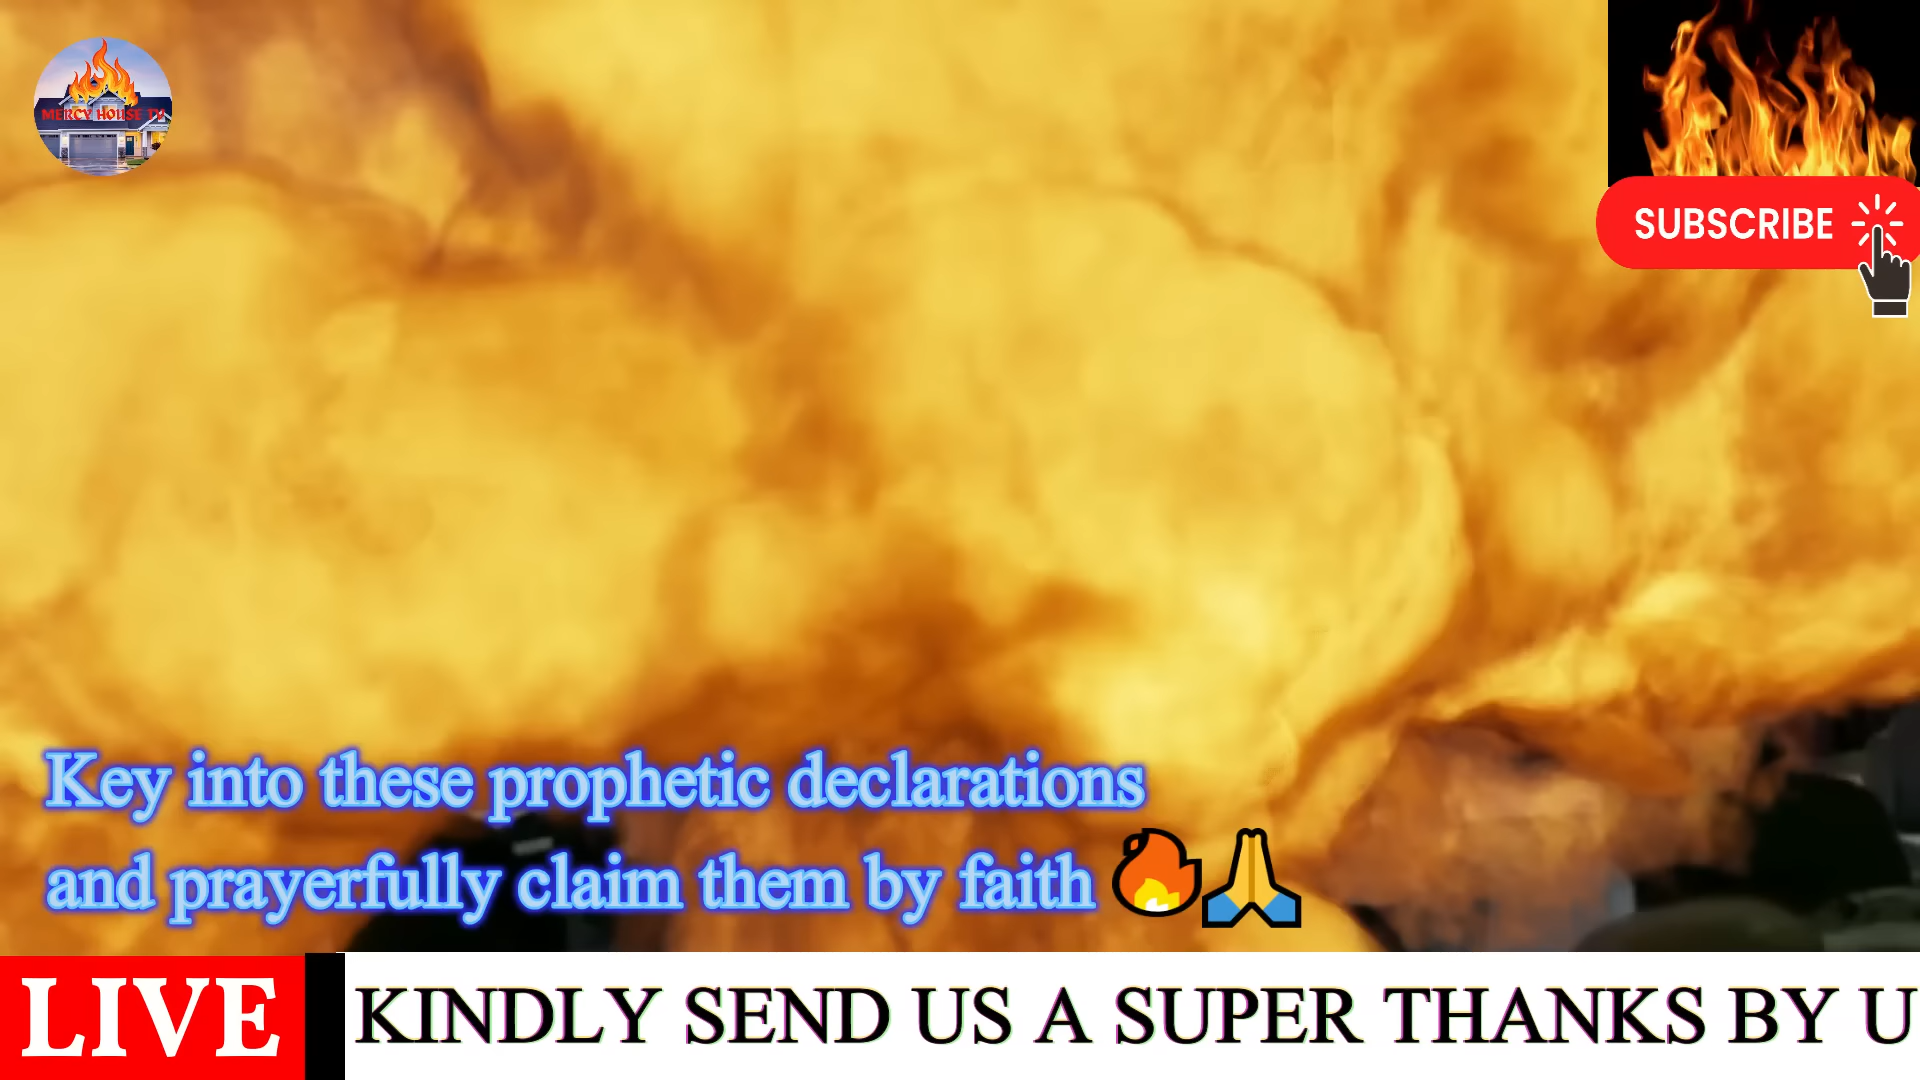 MERCY HOUSE TV
SUBSCRIBE
Key into these prophetic declarations
and prayerfully claim them by faith 🔥🙏
LIVE
KINDLY SEND US A SUPER THANKS BY U